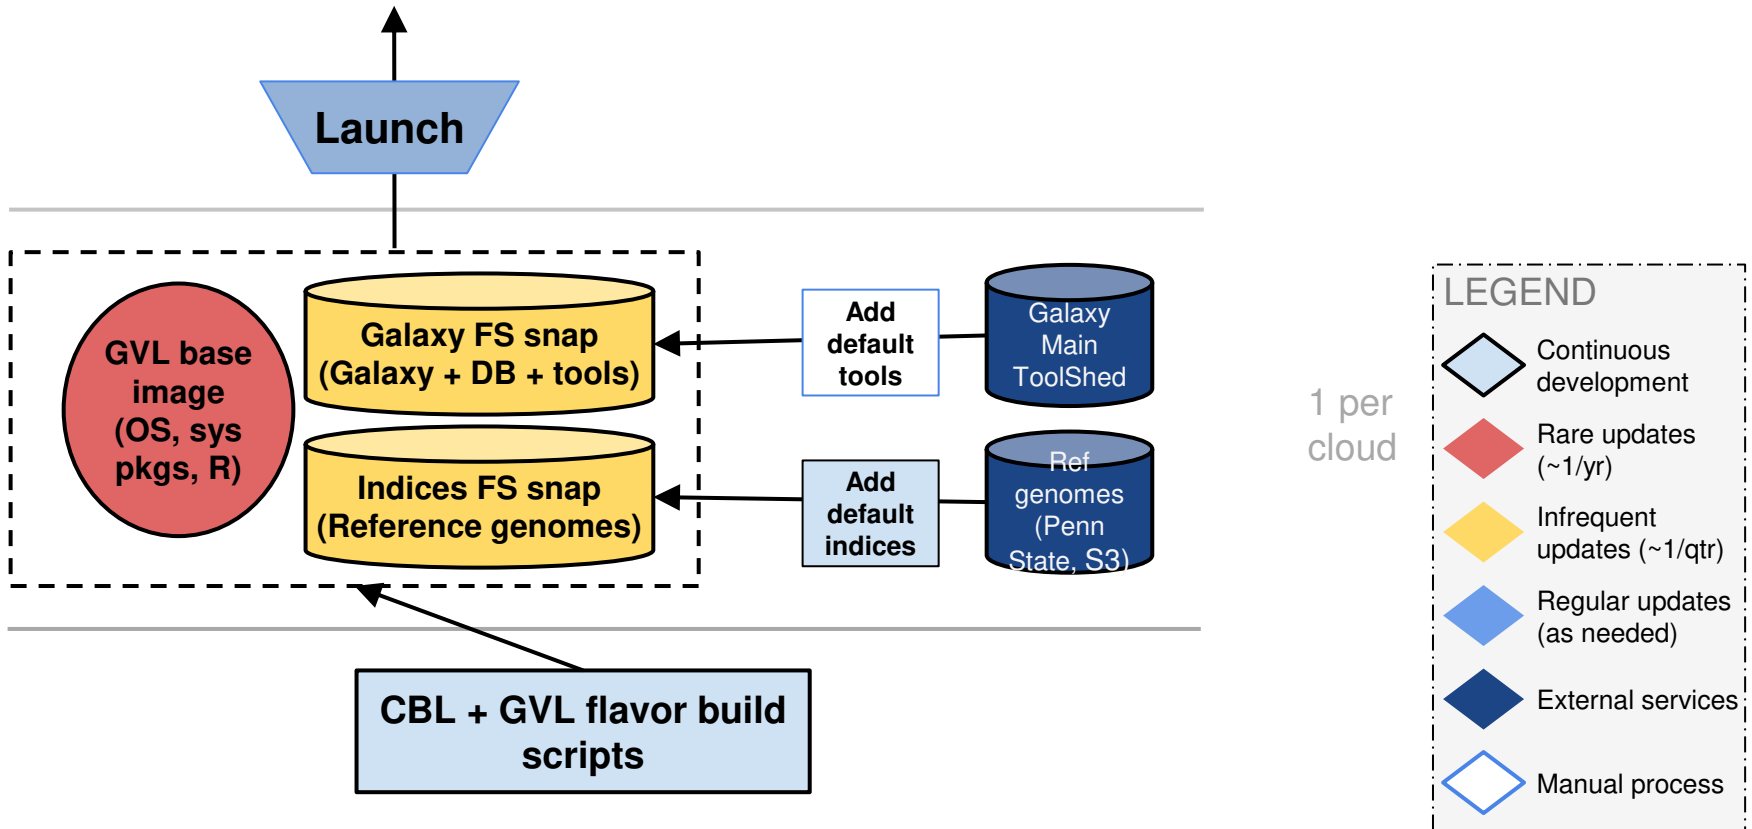 Launch
GVL base
image
(OS, sys
pkgs, R)
Galaxy FS snap
(Galaxy + DB + tools)
Indices FS snap
(Reference genomes)
Add
default
tools
Add
default
indices
Galaxy
Main
ToolShed
Ref
genomes
(Penn
State, S3)
1 per
cloud
CBL + GVL flavor build
scripts
LEGEND
Continuous
development
Rare updates
(~1/yr)
Infrequent
updates (~1/qtr)
Regular updates
(as needed)
External services
Manual process